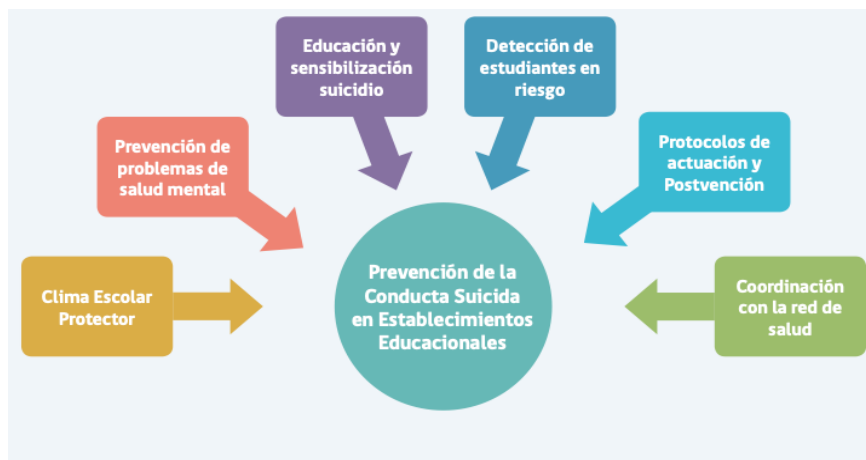 Educación y
sensibilización
suicidio
Detección de
estudiantes en
riesgo
Prevención de
problemas de
salud mental
Protocolos de
actuación y
Postvención
Clima Escolar
Protector
Prevención de la
Conducta Suicida
en Establecimientos
Educacionales
Coordinación
con la red de
salud